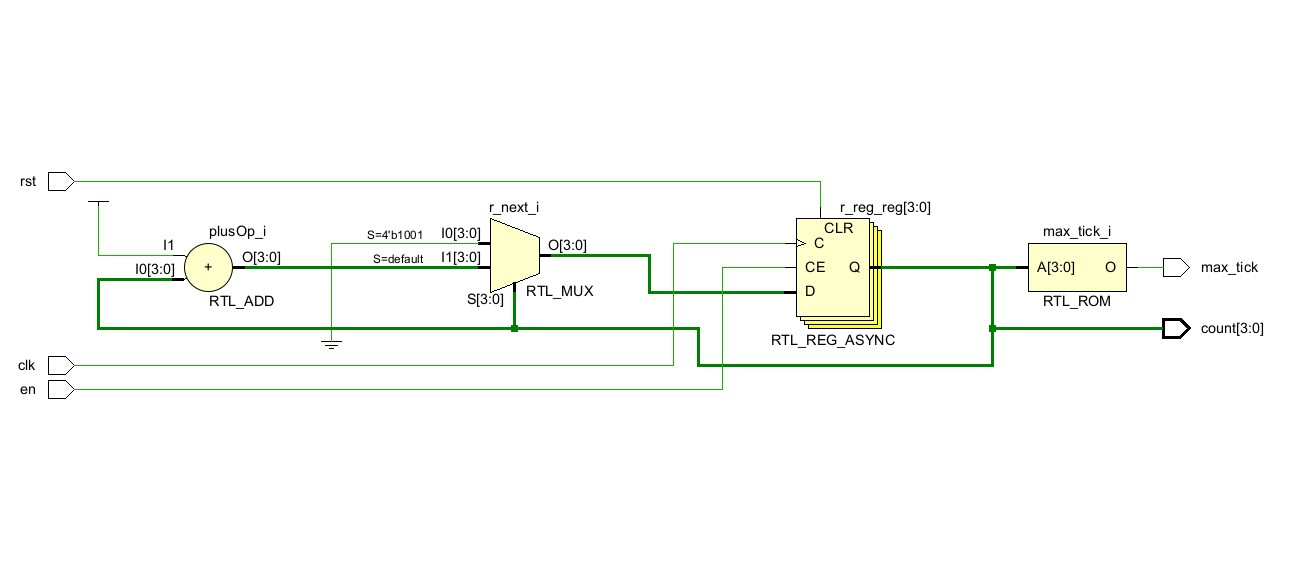 rst
r_next_i
r_reg_reg[3:0]
plusOp_i
max_tick_i
CLR
S=4'b1001
I0[3:0]
I1
O[3:0]
C
S=default
I1[3:0]
O[3:0]
I0[3:0]
+
CE
Q
A[3:0]
O
max_tick
D
S[3:0]
RTL_MUX
RTL_ADD
RTL_ROM
count[3:0]
RTL_REG_ASYNC
clk
en